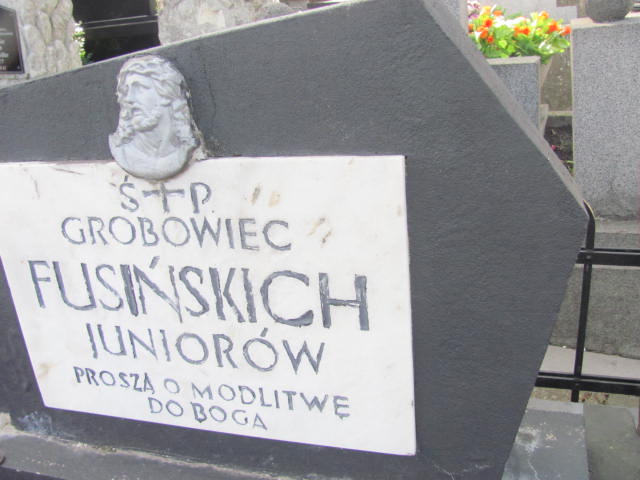 Ś+P
GROBOWIEC
FUSIŃSKICH
JUNIORÓW
PROSZĄ O MODLITWĘ
DO BOGA